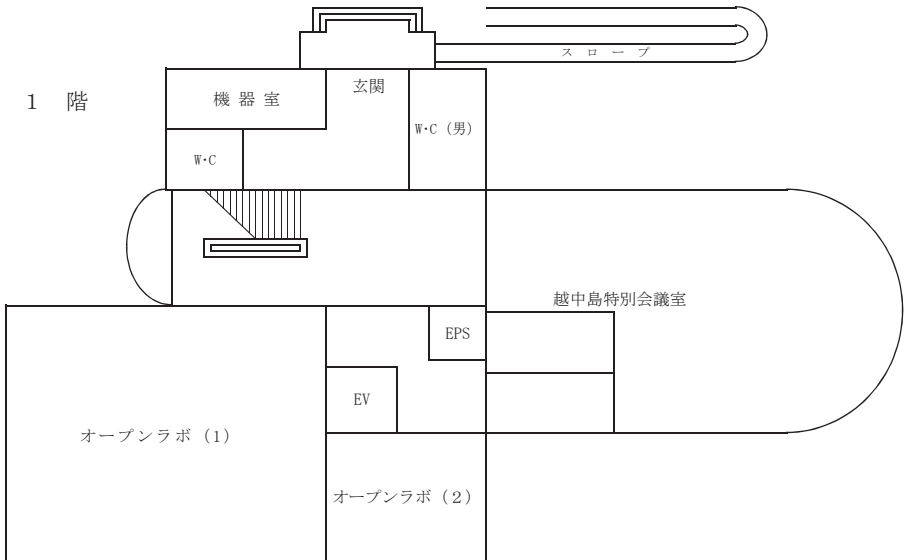 スロープ
1 階
機 器 室
玄関
W・C（男）
W・C
越中島特別会議室
EPS
EV
オープンラボ（1）
オープンラボ（2）